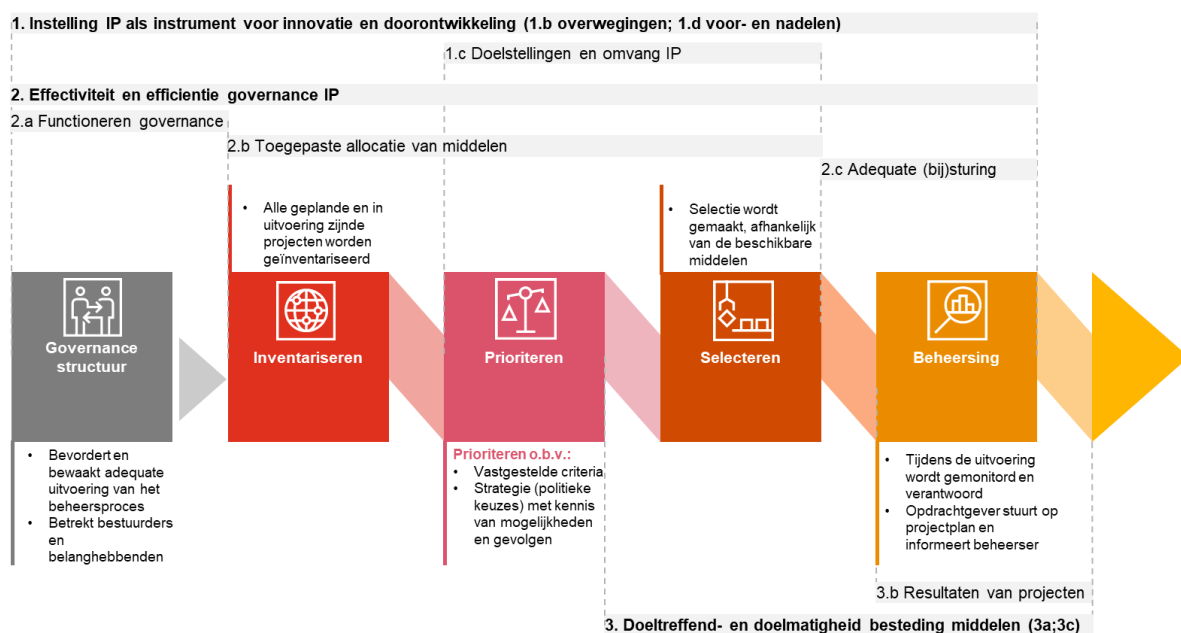 1. Instelling IP als instrument voor innovatie en doorontwikkeling (1.b overwegingen; 1.d voor- en nadelen)
1.c Doelstellingen en omvang IP
2. Effectiviteit en efficientie governance IP
2.a Functioneren governance
2.b Toegepaste allocatie van middelen
2.c Adequate (bij)sturing
• Alle geplande en in
uitvoering zijnde
projecten worden
geïnventariseerd
• Selectie wordt
gemaakt, afhankelijk
van de beschikbare
middelen
Governance
structuur
Inventariseren
Prioriteren
Selecteren
Beheersing
• Bevordert en
bewaakt adequate
uitvoering van het
beheersproces
• Betrekt bestuurders
en
belanghebbenden
Prioriteren o.b.v.:
• Vastgestelde criteria
• Strategie (politieke
keuzes) met kennis
van mogelijkheden
en gevolgen
• Tijdens de uitvoering
wordt gemonitord en
verantwoord
• Opdrachtgever stuurt op
projectplan en
informeert beheerser
3.b Resultaten van projecten
3. Doeltreffend- en doelmatigheid besteding middelen (3a;3c)